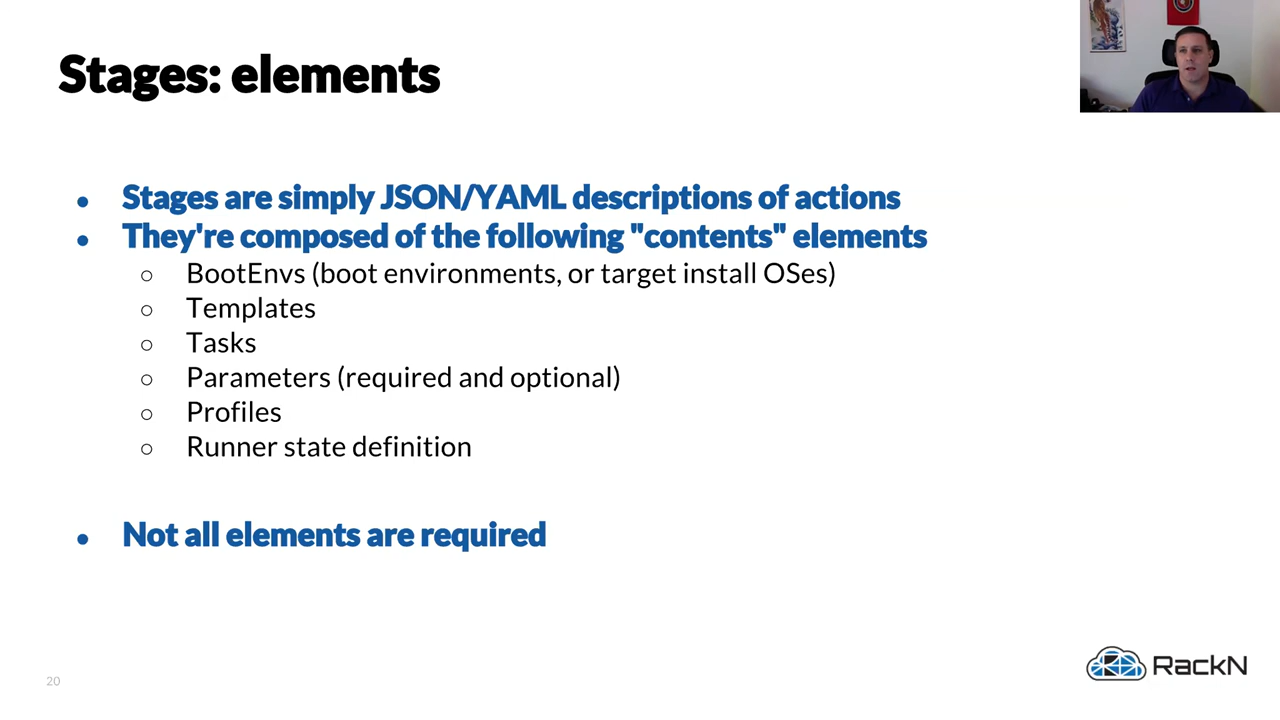 Stages: elements
● Stages are simply JSON/YAML descriptions of actions
● They're composed of the following "contents" elements
○ BootEnvs (boot environments, or target install OSes)
○ Templates
○ Tasks
○ Parameters (required and optional)
○ Profiles
○ Runner state definition
● Not all elements are required
20
RackN